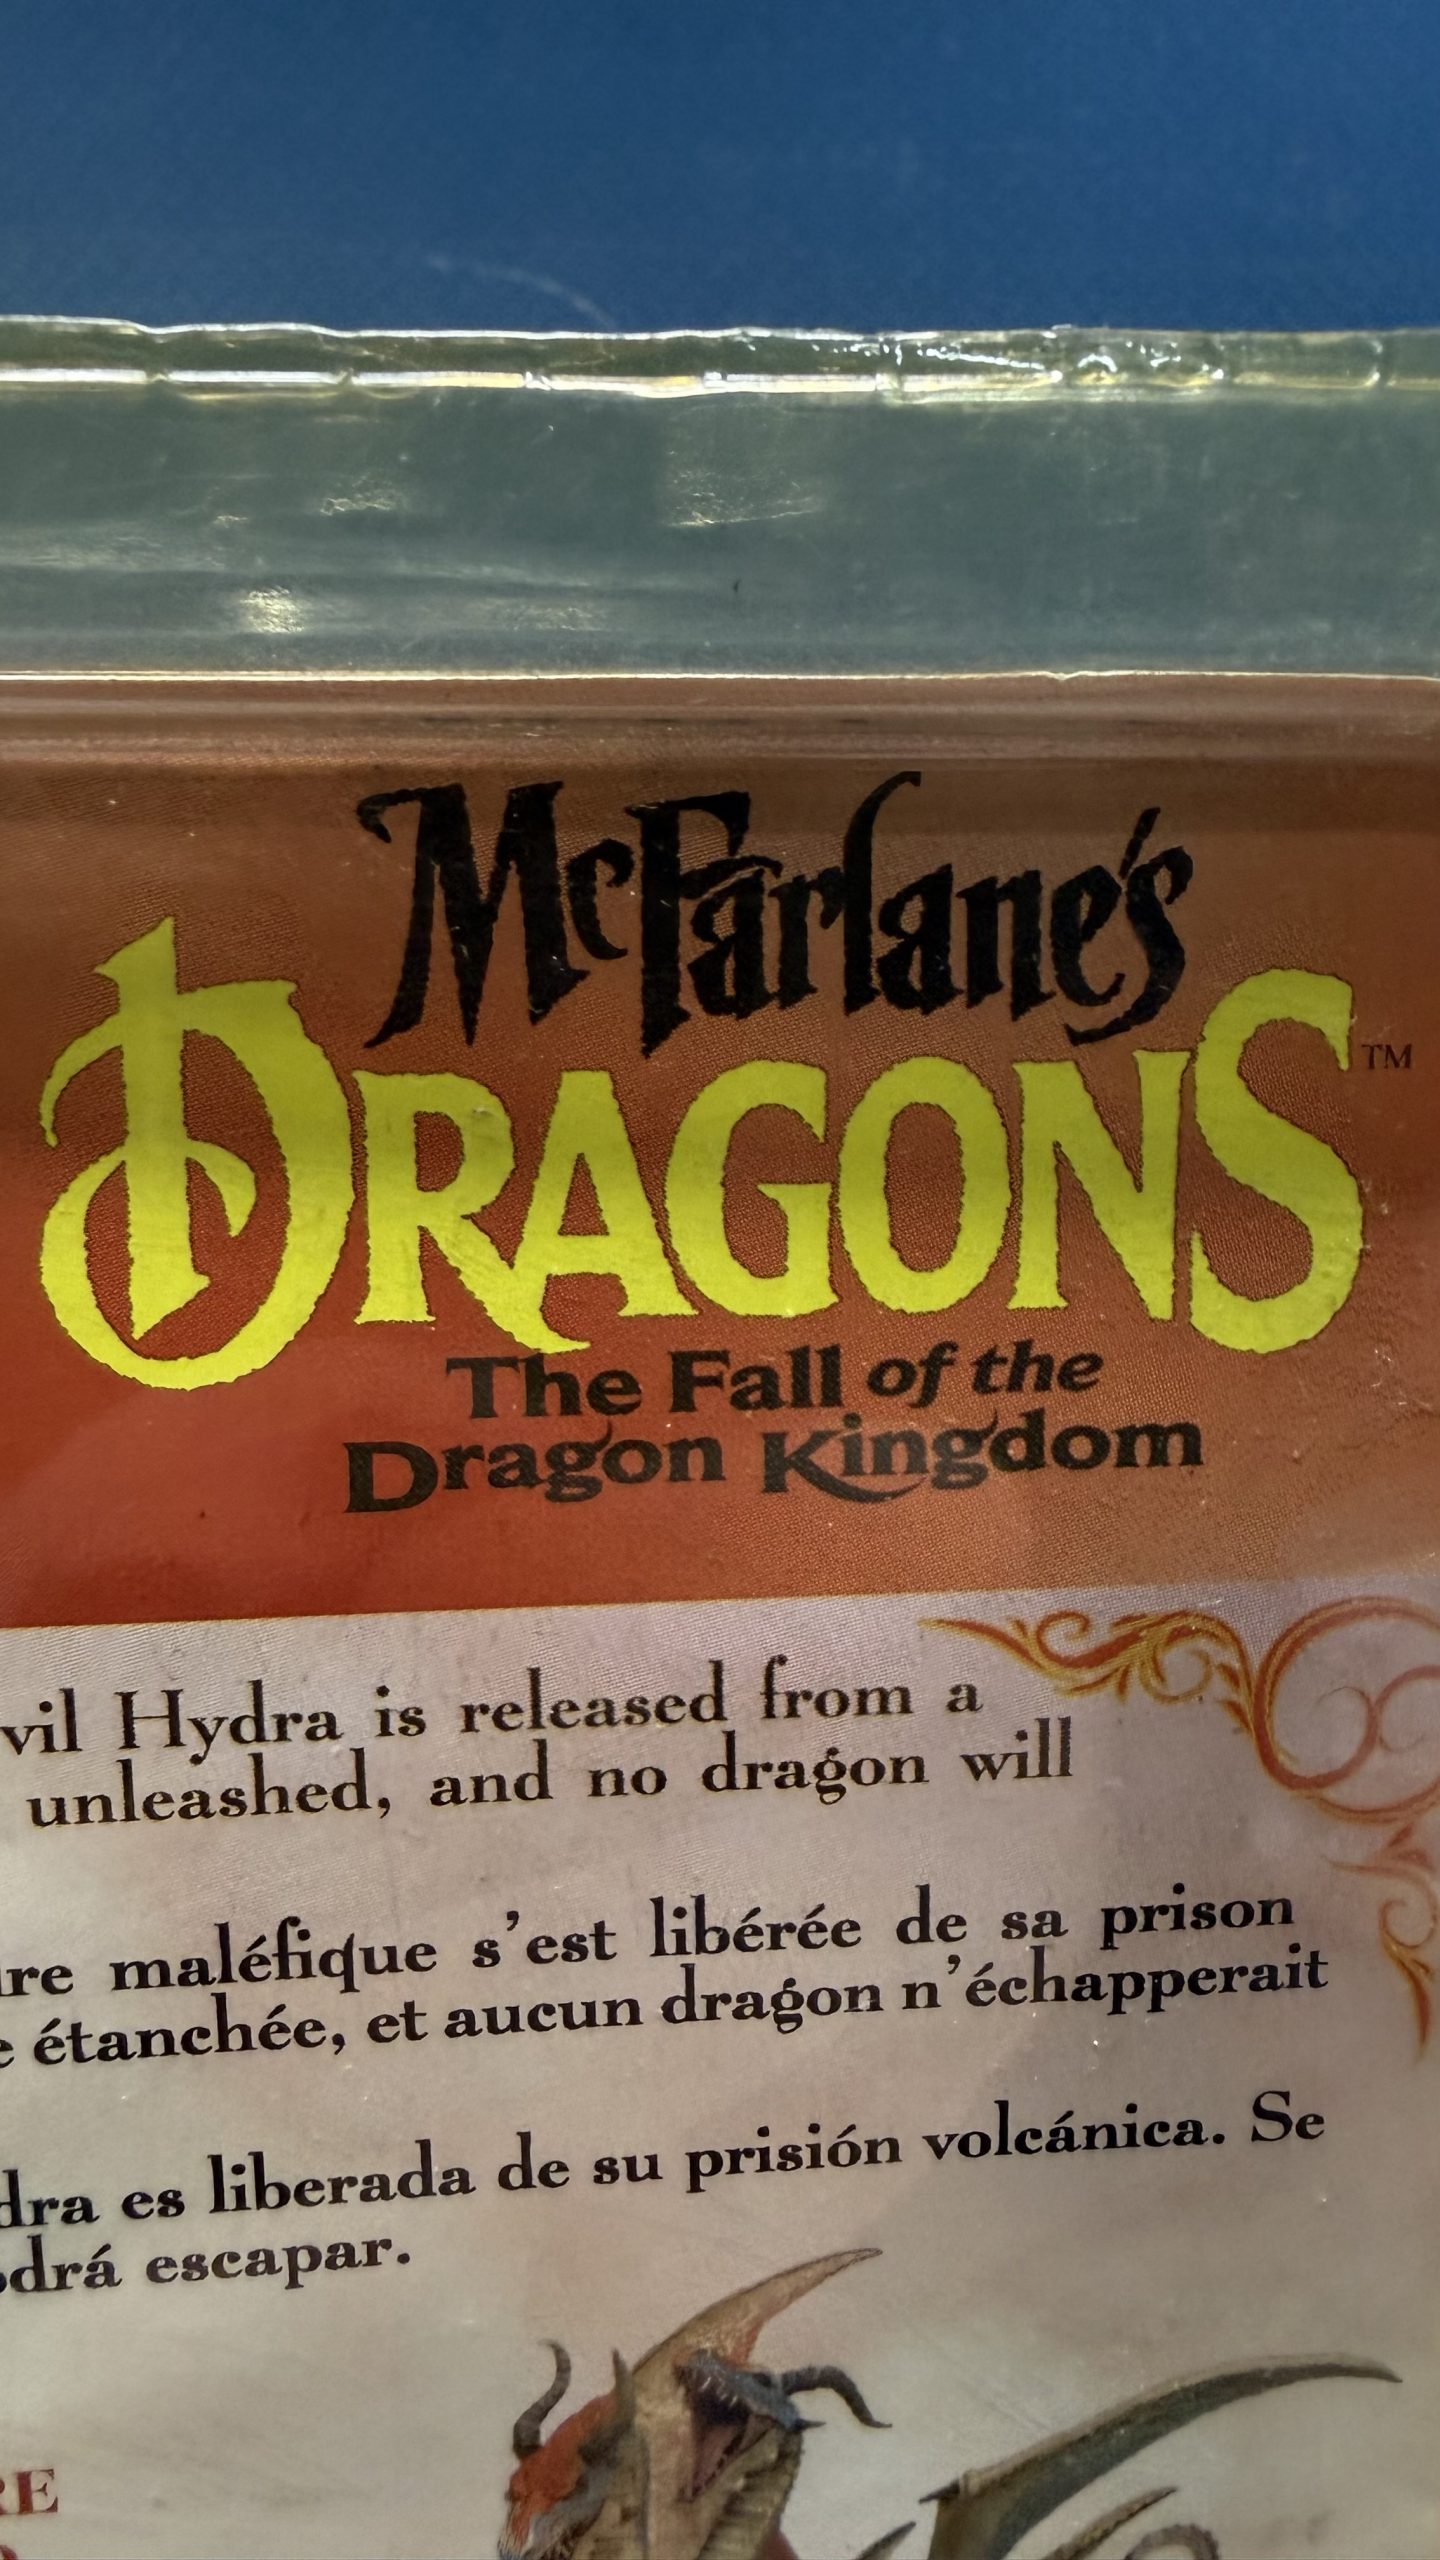 McFarlane's
DRAGONS™
The Fall of the
Dragon Kingdom
vil Hydra is released from a
unleashed, and no dragon will
dre maléfique s'est libérée de sa prison
e étanchée, et aucun dragon n'échapperait
dra es liberada de su prisión volcánica. Se
odrá escapar.
RE